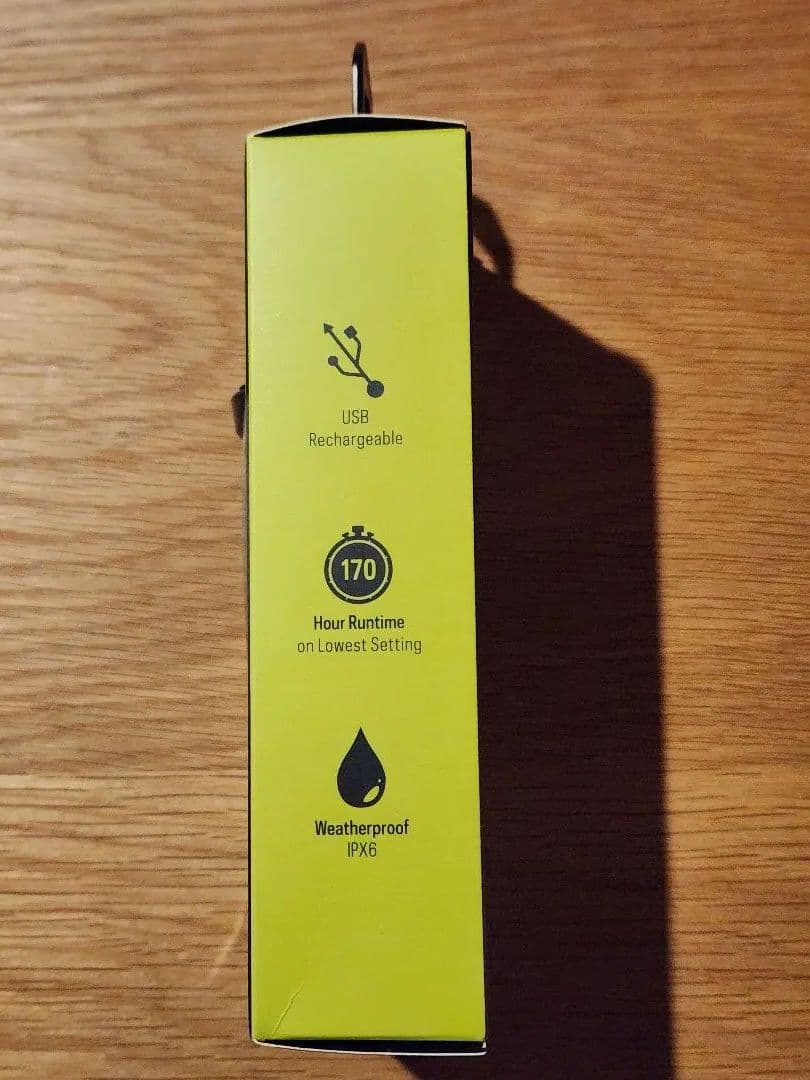 USB
Rechargeable
170
Hour Runtime
on Lowest Setting
Weatherproof
IPX6